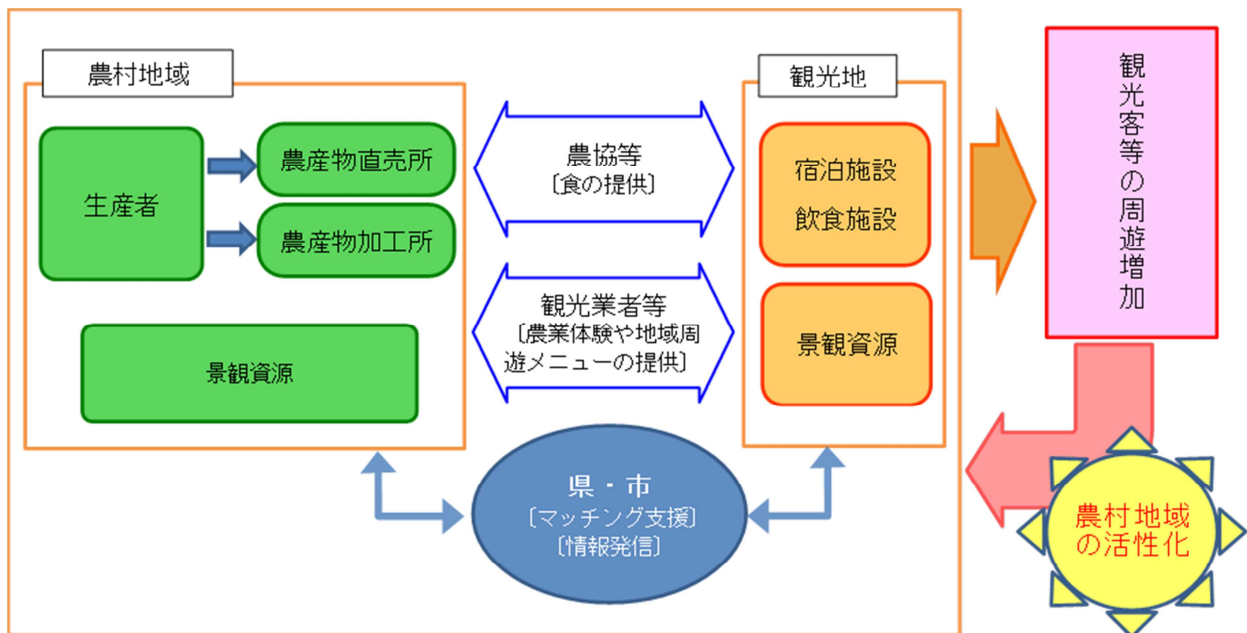 農村地域
生産者
農産物直売所
農産物加工所
景観資源
農協等
〔食の提供〕
観光業者等
〔農業体験や地域周
遊メニューの提供〕
観光地
宿泊施設
飲食施設
景観資源
県・市
〔マッチング支援〕
〔情報発信〕
観光客等の周遊増加
農村地域
の活性化